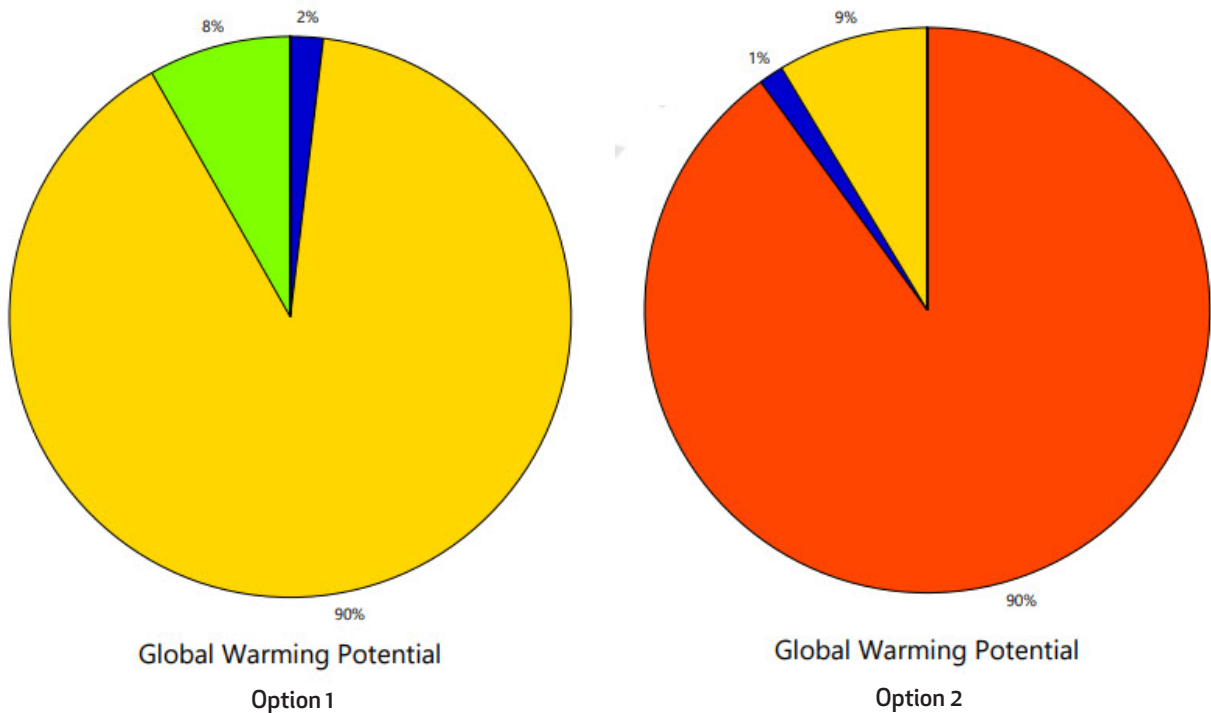 8%
2%
90%
Global Warming Potential
Option 1
9%
1%
90%
Global Warming Potential
Option 2